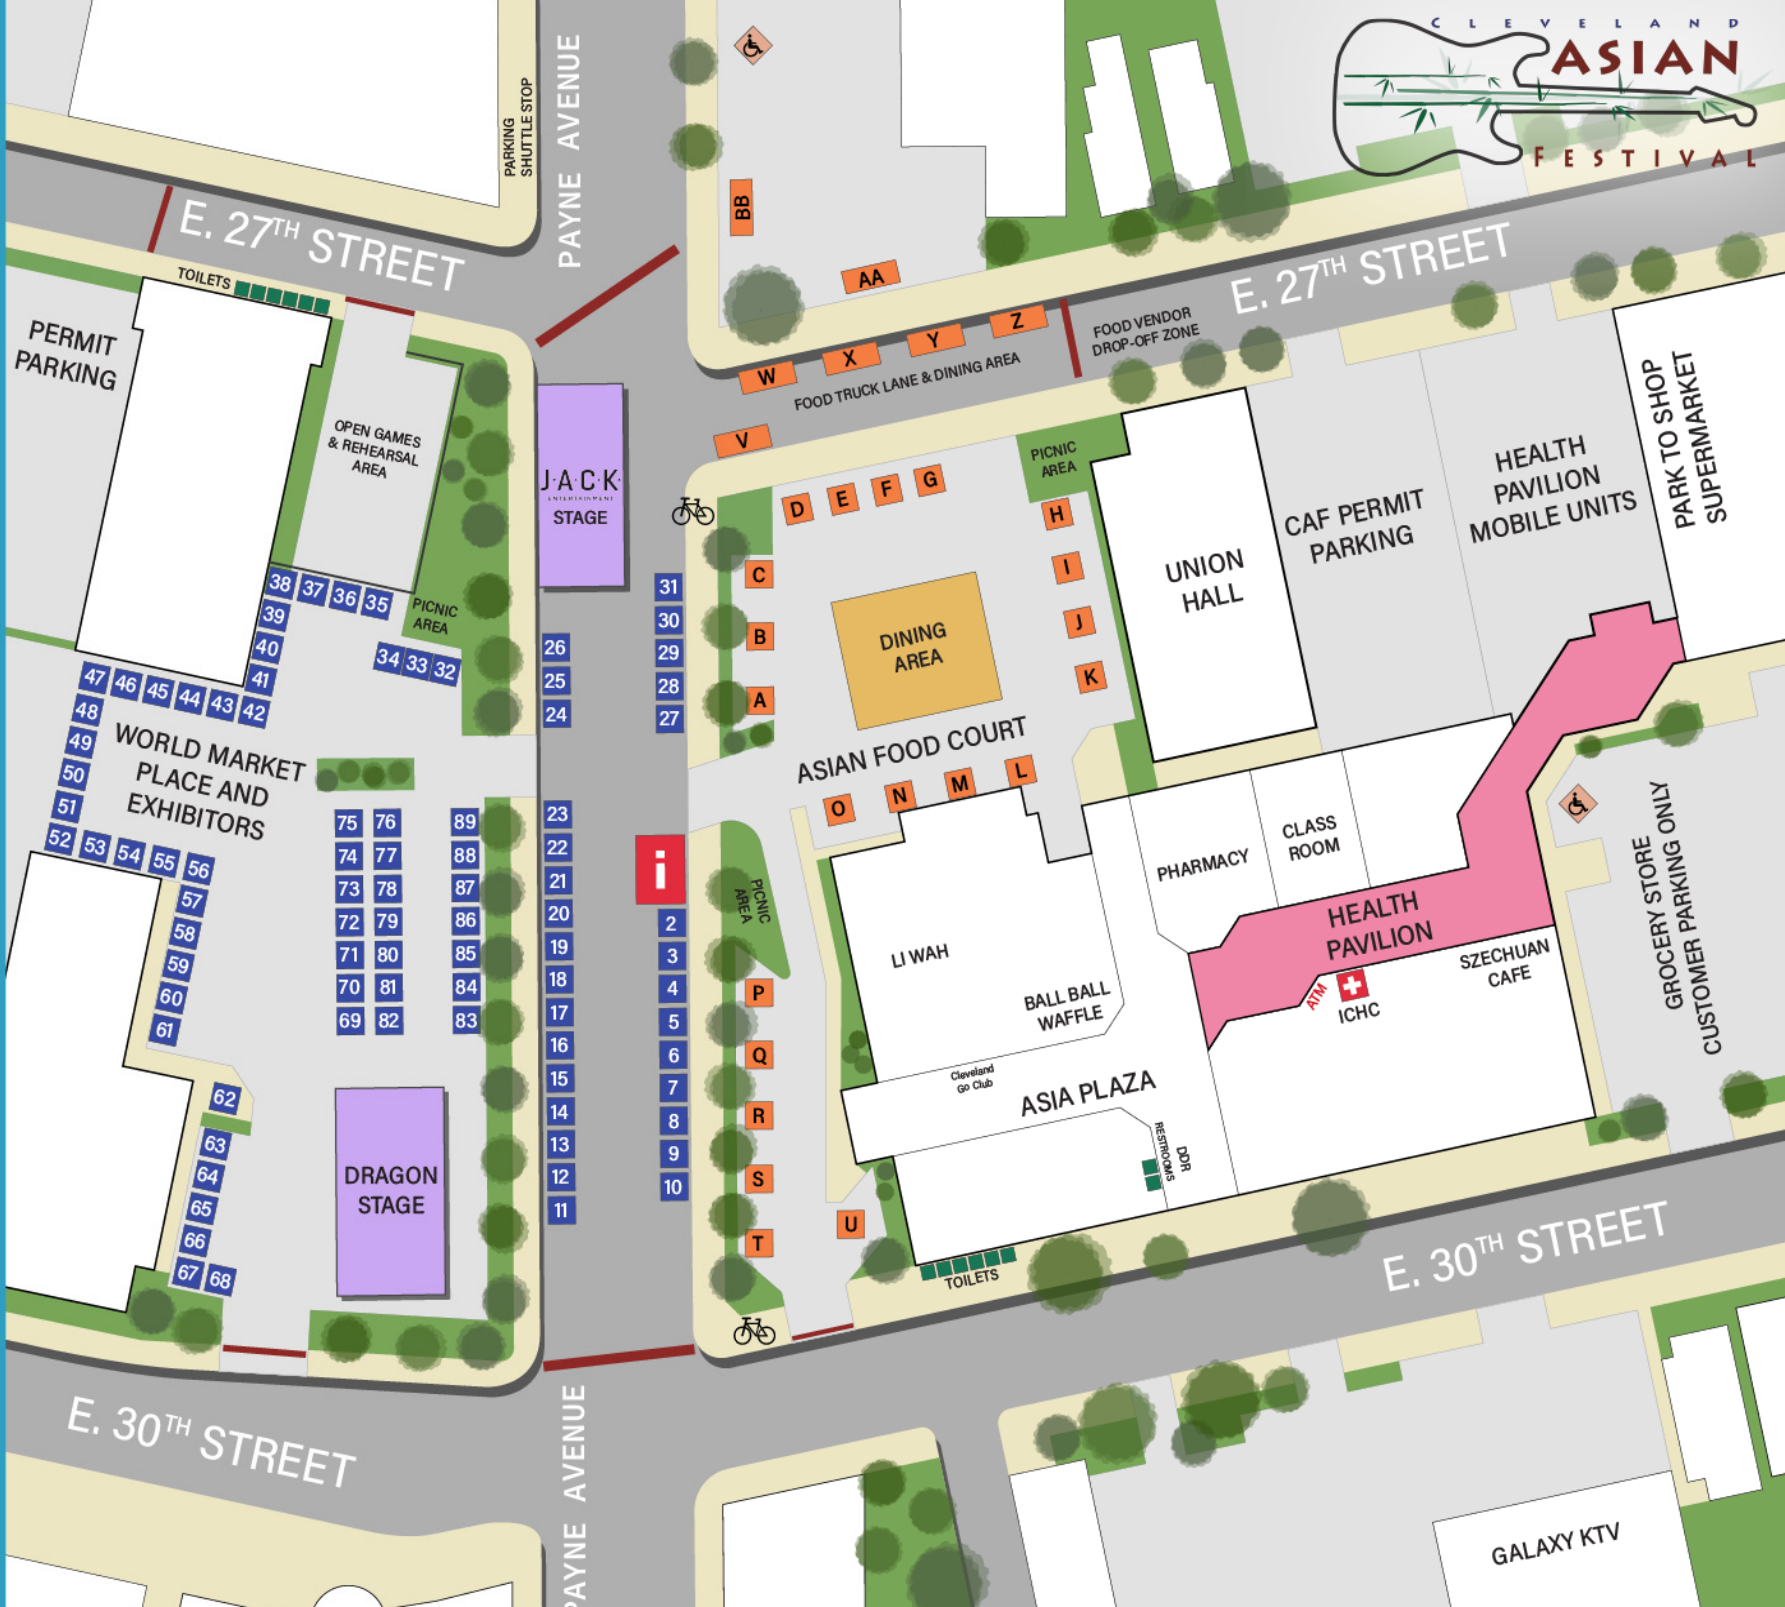 CLEVELAND
ASIAN
FESTIVAL
PARKING
SHUTTLE STOP
PAYNE AVENUE
E. 27TH STREET
E. 27TH STREET
TOILETS
PERMIT
PARKING
OPEN GAMES
& REHEARSAL
AREA
BB
AA
Z
Y
X
W
V
FOOD TRUCK LANE & DINING AREA
FOOD VENDOR
DROP-OFF ZONE
J·A·C·K
ENTERTAINMENT
STAGE
D
E
F
G
PICNIC
AREA
H
I
J
K
C
B
A
DINING
AREA
ASIAN FOOD COURT
O
N
M
L
UNION
HALL
CAF PERMIT
PARKING
HEALTH
PAVILION
MOBILE UNITS
PARK TO SHOP
SUPERMARKET
38
37
36
35
39
40
41
PICNIC
AREA
34
33
32
47
46
45
44
43
42
48
49
50
51
52
53
54
55
56
57
58
59
60
61
62
63
64
65
66
67
68
WORLD MARKET
PLACE AND
EXHIBITORS
75
76
74
77
73
78
72
79
71
80
70
81
69
82
89
88
87
86
85
84
83
DRAGON
STAGE
26
25
24
23
22
21
20
19
18
17
16
15
14
13
12
11
31
30
29
28
27
i
2
3
4
5
6
7
8
9
10
PICNIC
AREA
P
Q
R
S
T
U
LI WAH
BALL BALL
WAFFLE
Cleveland
Go Club
ASIA PLAZA
DDR
RESTROOMS
TOILETS
PHARMACY
CLASS
ROOM
HEALTH
PAVILION
ATM
ICHC
SZECHUAN
CAFE
GROCERY STORE
CUSTOMER PARKING ONLY
E. 30TH STREET
E. 30TH STREET
PAYNE AVENUE
GALAXY KTV